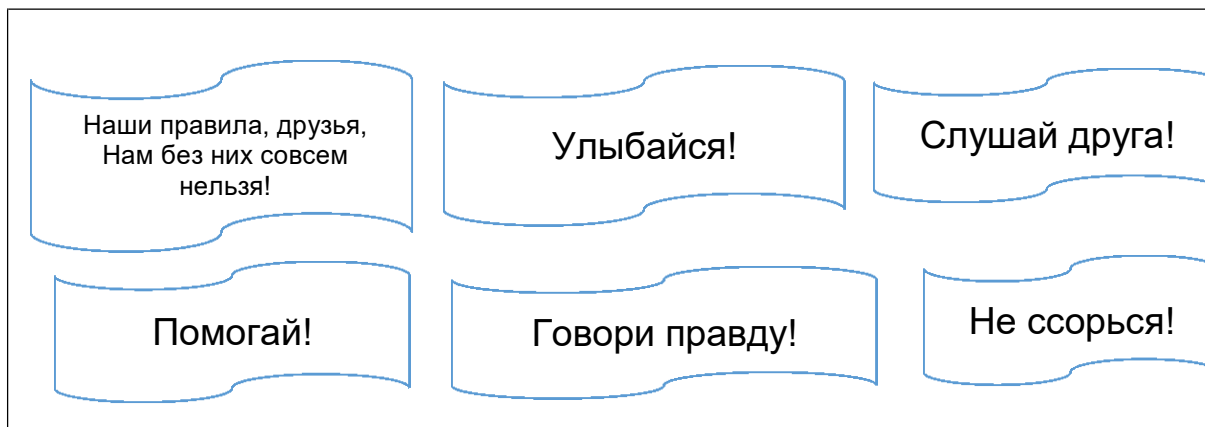 Наши правила, друзья,
Нам без них совсем
нельзя!
Улыбайся!
Слушай друга!
Помогай!
Говори правду!
Не ссорься!